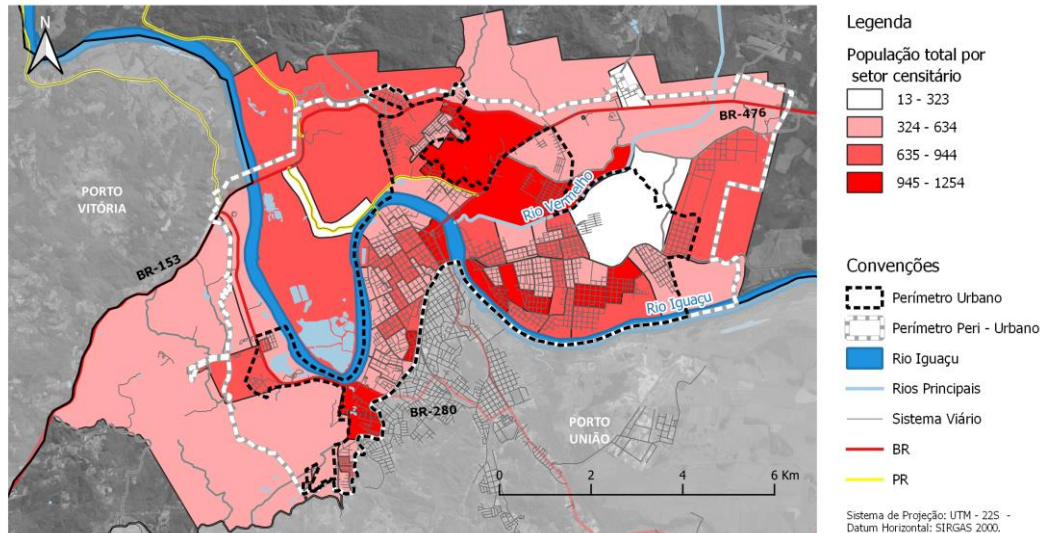 N
PORTO
VITÓRIA
BR-153
BR-476
Rio Vermelho
Rio Iguaçu
BR-280
PORTO
UNIÃO
0 2 4 6 Km
Legenda
População total por
setor censitário
13 - 323
324 - 634
635 - 944
945 - 1254
Convenções
Perímetro Urbano
Perímetro Peri - Urbano
Rio Iguaçu
Rios Principais
Sistema Viário
BR
PR
Sistema de Projeção: UTM - 22S -
Datum Horizontal: SIRGAS 2000.